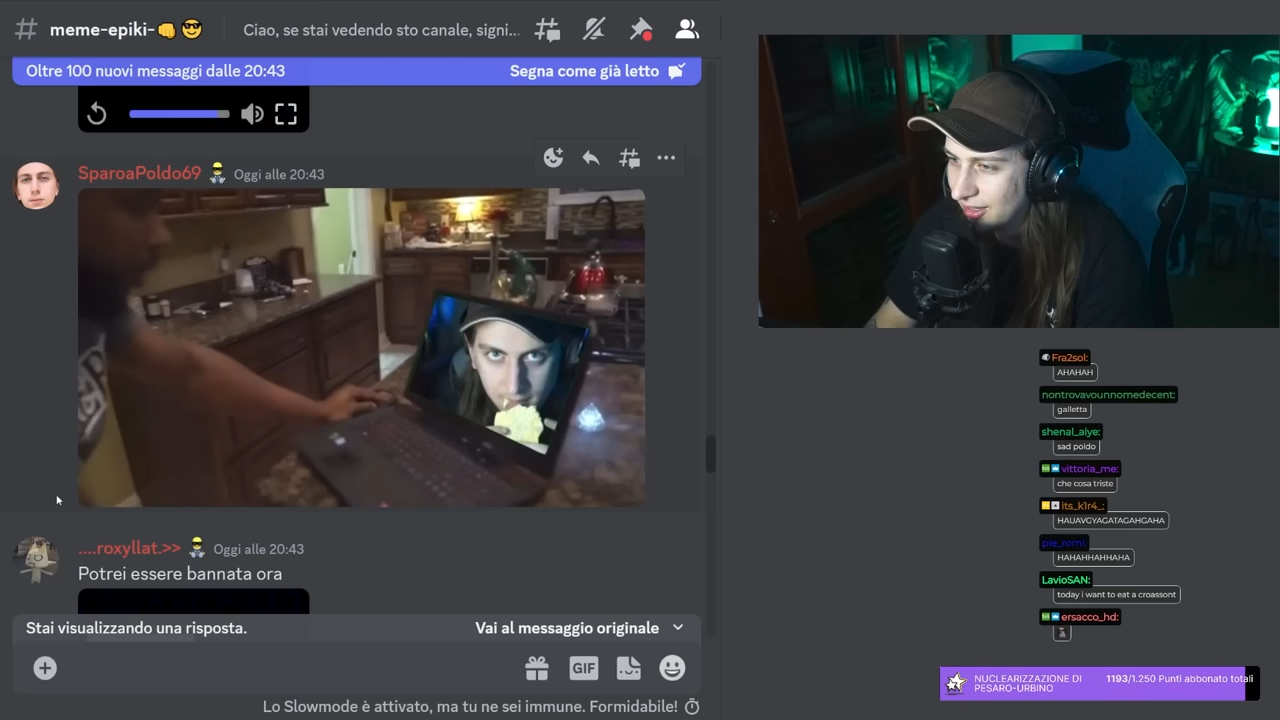 meme-epiki-👊😎
Ciao, se stai vedendo sto canale, signi...
Oltre 100 nuovi messaggi dalle 20:43
Segna come già letto
SparoaPoldo69 Oggi alle 20:43
....roxyllat.>> Oggi alle 20:43
Potrei essere bannata ora
Stai visualizzando una risposta.
Vai al messaggio originale
GIF
Lo Slowmode è attivato, ma tu ne sei immune. Formidabile!
Fra2sol:
AHAHAH
nontrovavounnomedecent:
galletta
shenal_aiye:
sad poldo
vittoria_me:
che cosa triste
its_k1r4_:
HAUAVGYAGATAGAHGAHA
pie_romi:
HAHAHHAHHAHA
LavioSAN:
today i want to eat a croassont
ersacco_hd:
NUCLEARIZZAZIONE DI
PESARO-URBINO
1193/1.250 Punti abbonato totali